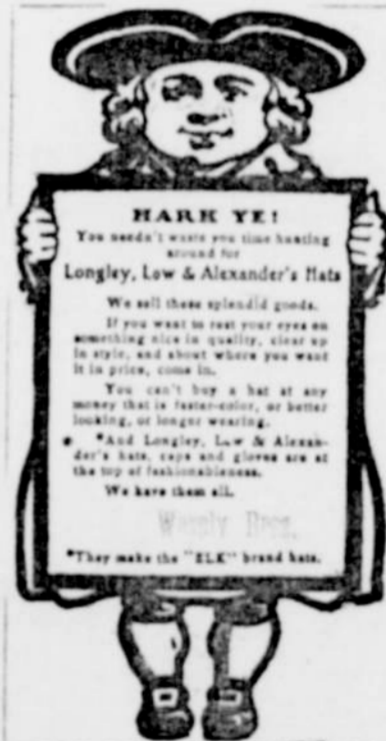 HARK YE!
You needn't waste you time hunting
around for
Longley, Low & Alexander's Hats
We sell these splendid goods.
If you want to rest your eyes on
something nice in quality, clear up
in style, and about where you want
it in price, come in.
You can't buy a hat at any
money that is faster-color, or better
looking, or longer wearing.
*And Longley, Low & Alexan-
der's hats, caps and gloves are at
the top of fashionableness.
We have them all.
Bros.
*They make the "ELK" brand hats.